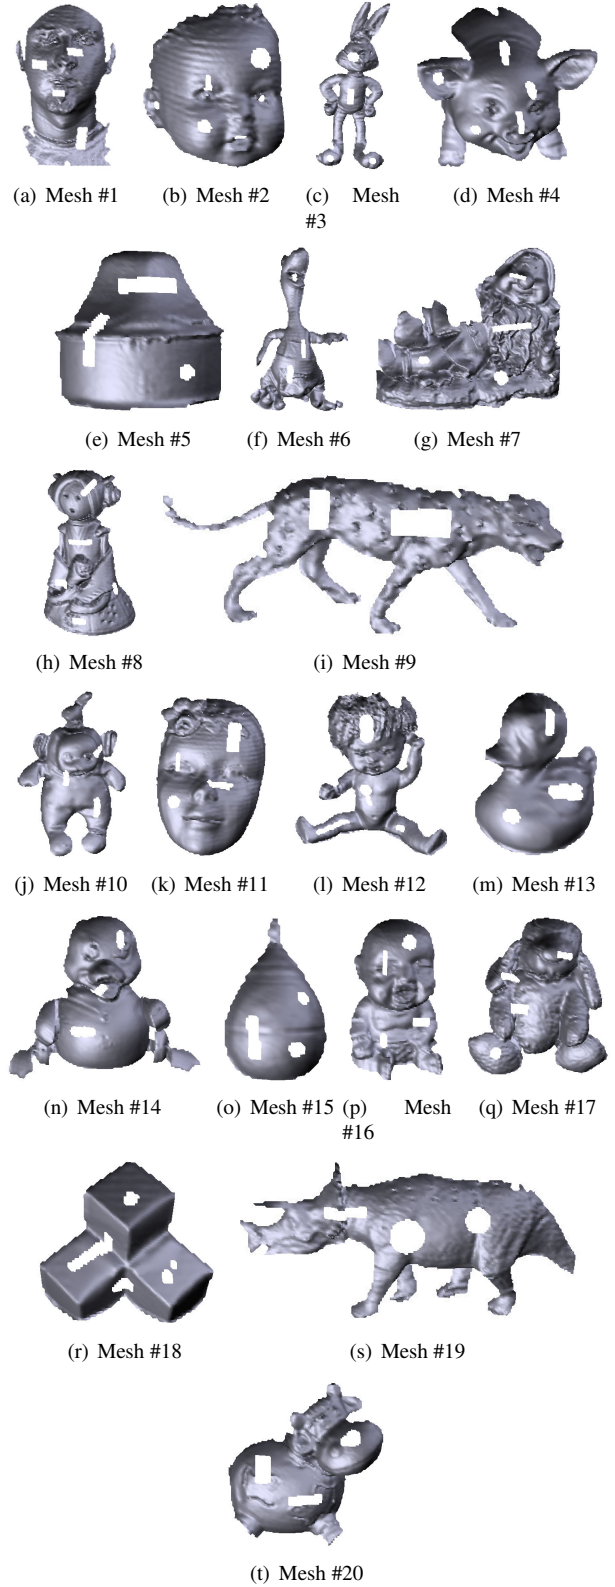 (a) Mesh #1 (b) Mesh #2 (c) Mesh (d) Mesh #4
#3
(e) Mesh #5 (f) Mesh #6 (g) Mesh #7
(h) Mesh #8 (i) Mesh #9
(j) Mesh #10 (k) Mesh #11 (l) Mesh #12 (m) Mesh #13
(n) Mesh #14 (o) Mesh #15 (p) Mesh (q) Mesh #17
#16
(r) Mesh #18 (s) Mesh #19
(t) Mesh #20